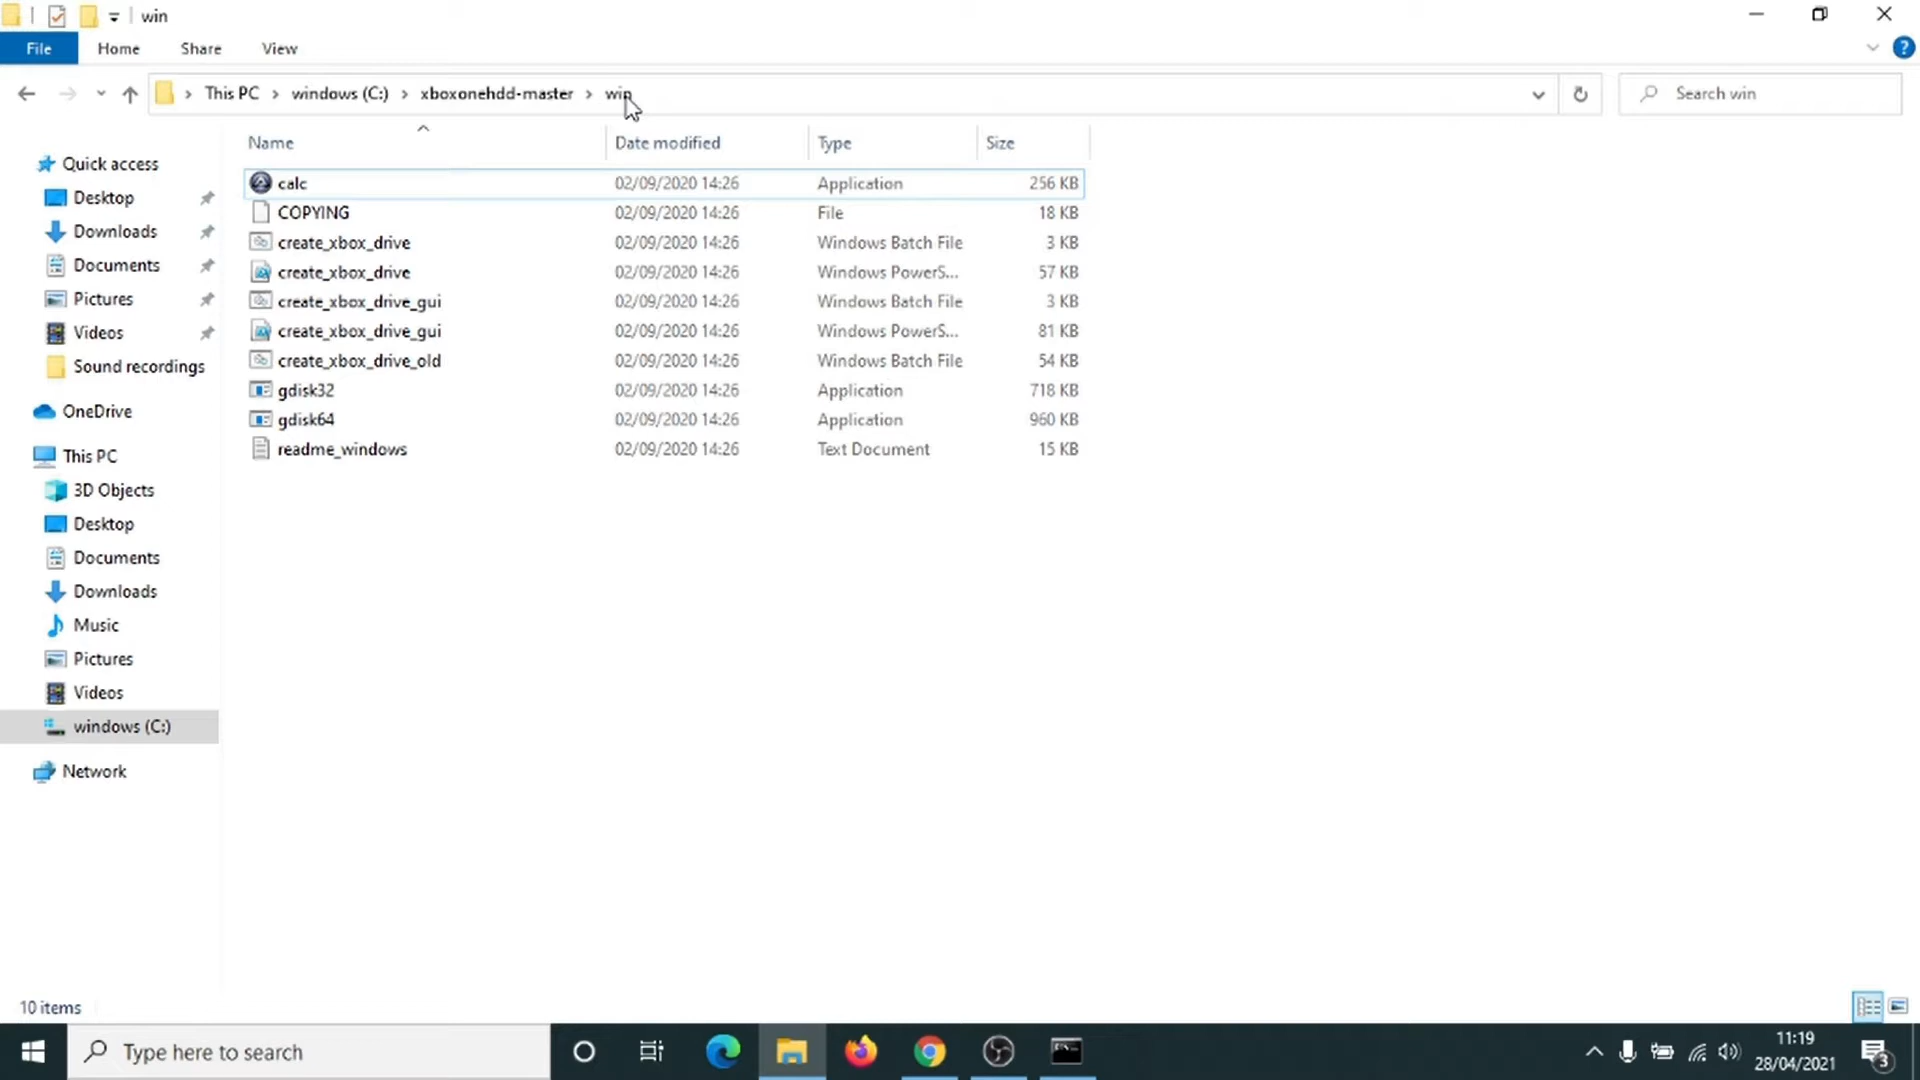 win
File Home Share View
This PC windows (C:) xboxonehdd-master win
Search win
Name Date modified Type Size
calc 02/09/2020 14:26 Application 256 KB
COPYING 02/09/2020 14:26 File 18 KB
create_xbox_drive 02/09/2020 14:26 Windows Batch File 3 KB
create_xbox_drive 02/09/2020 14:26 Windows PowerS... 57 KB
create_xbox_drive_gui 02/09/2020 14:26 Windows Batch File 3 KB
create_xbox_drive_gui 02/09/2020 14:26 Windows PowerS... 81 KB
create_xbox_drive_old 02/09/2020 14:26 Windows Batch File 54 KB
gdisk32 02/09/2020 14:26 Application 718 KB
gdisk64 02/09/2020 14:26 Application 960 KB
readme_windows 02/09/2020 14:26 Text Document 15 KB
Quick access
Desktop
Downloads
Documents
Pictures
Videos
Sound recordings
OneDrive
This PC
3D Objects
Desktop
Documents
Downloads
Music
Pictures
Videos
windows (C:)
Network
10 items
Type here to search
11:19
28/04/2021
3